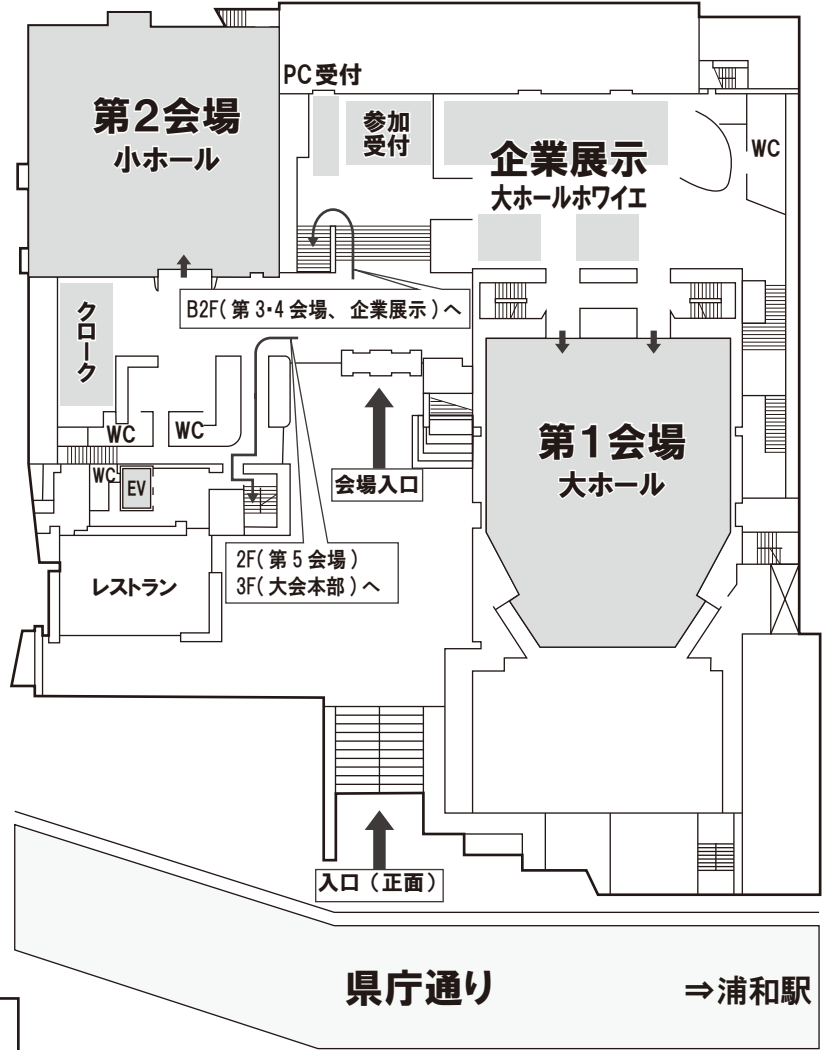 PC受付
第2会場
小ホール
参加
受付
企業展示
大ホールホワイエ
WC
B2F(第3・4会場、企業展示)へ
クローク
WC
WC
WC
EV
会場入口
第1会場
大ホール
2F(第5会場)
3F(大会本部)へ
レストラン
入口(正面)
県庁通り
⇒浦和駅